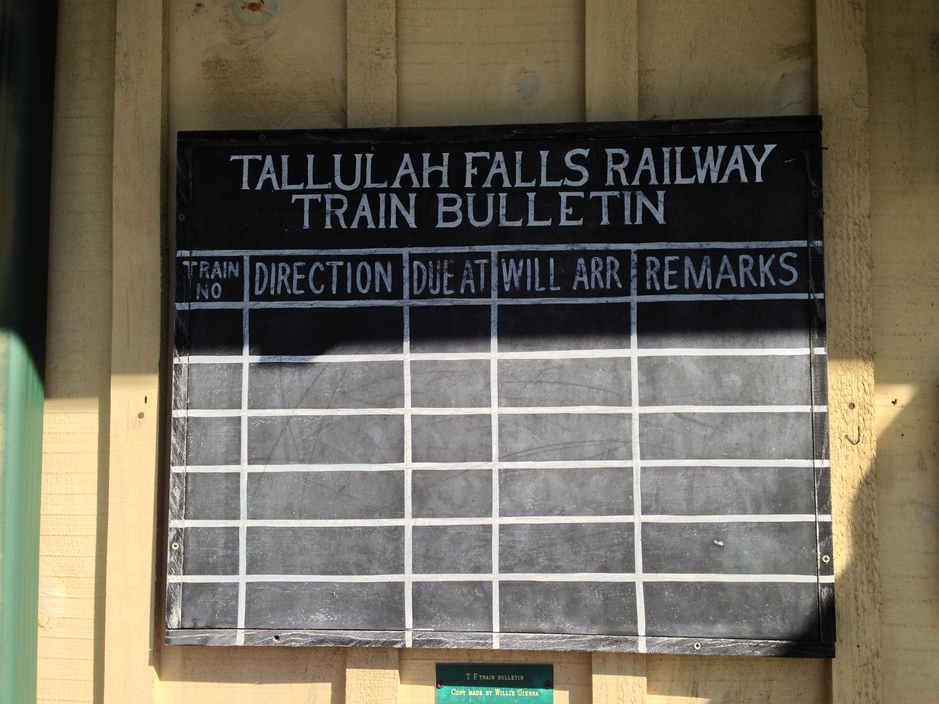 TALLULAH FALLS RAILWAY
TRAIN BULLETIN
TRAIN NO
DIRECTION
DUE AT
WILL ARR
REMARKS
T F TRAIN BULLETIN
COPY MADE BY WILLIE SIERRA